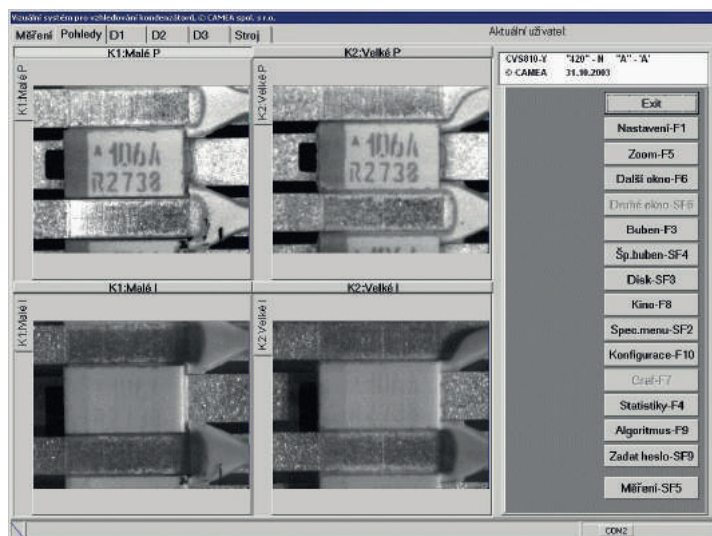 Vizuální systém pro vzhledování kondenzátorů, © CAMEA spol. s r.o.
Měření Pohledy D1 D2 D3 Stroj
Aktuální uživatel:
K1:Malé P
K2:Velké P
K1:Malé P
K2:Velké P
106A
R2738
106A
R2738
K1:Malé I
K2:Velké I
K1:Malé I
K2:Velké I
CVS810-Y "420" - N "A" - 'A'
© CAMEA 31.10.2003
Exit
Nastavení-F1
Zoom-F5
Další okno-F6
Druhé okno-SF6
Buben-F3
Šp.buben-SF4
Disk-SF3
Kino-F8
Spec.menu-SF2
Konfigurace-F10
Graf-F7
Statistiky-F4
Algoritmus-F9
Zadat heslo-SF9
Měření-SF5
CON2